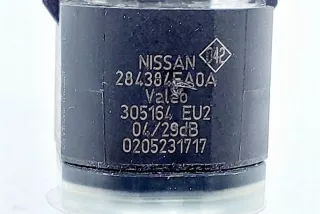 NISSAN
284384EA0A
Valeo
305164 EU2
04/29dB
0205231717